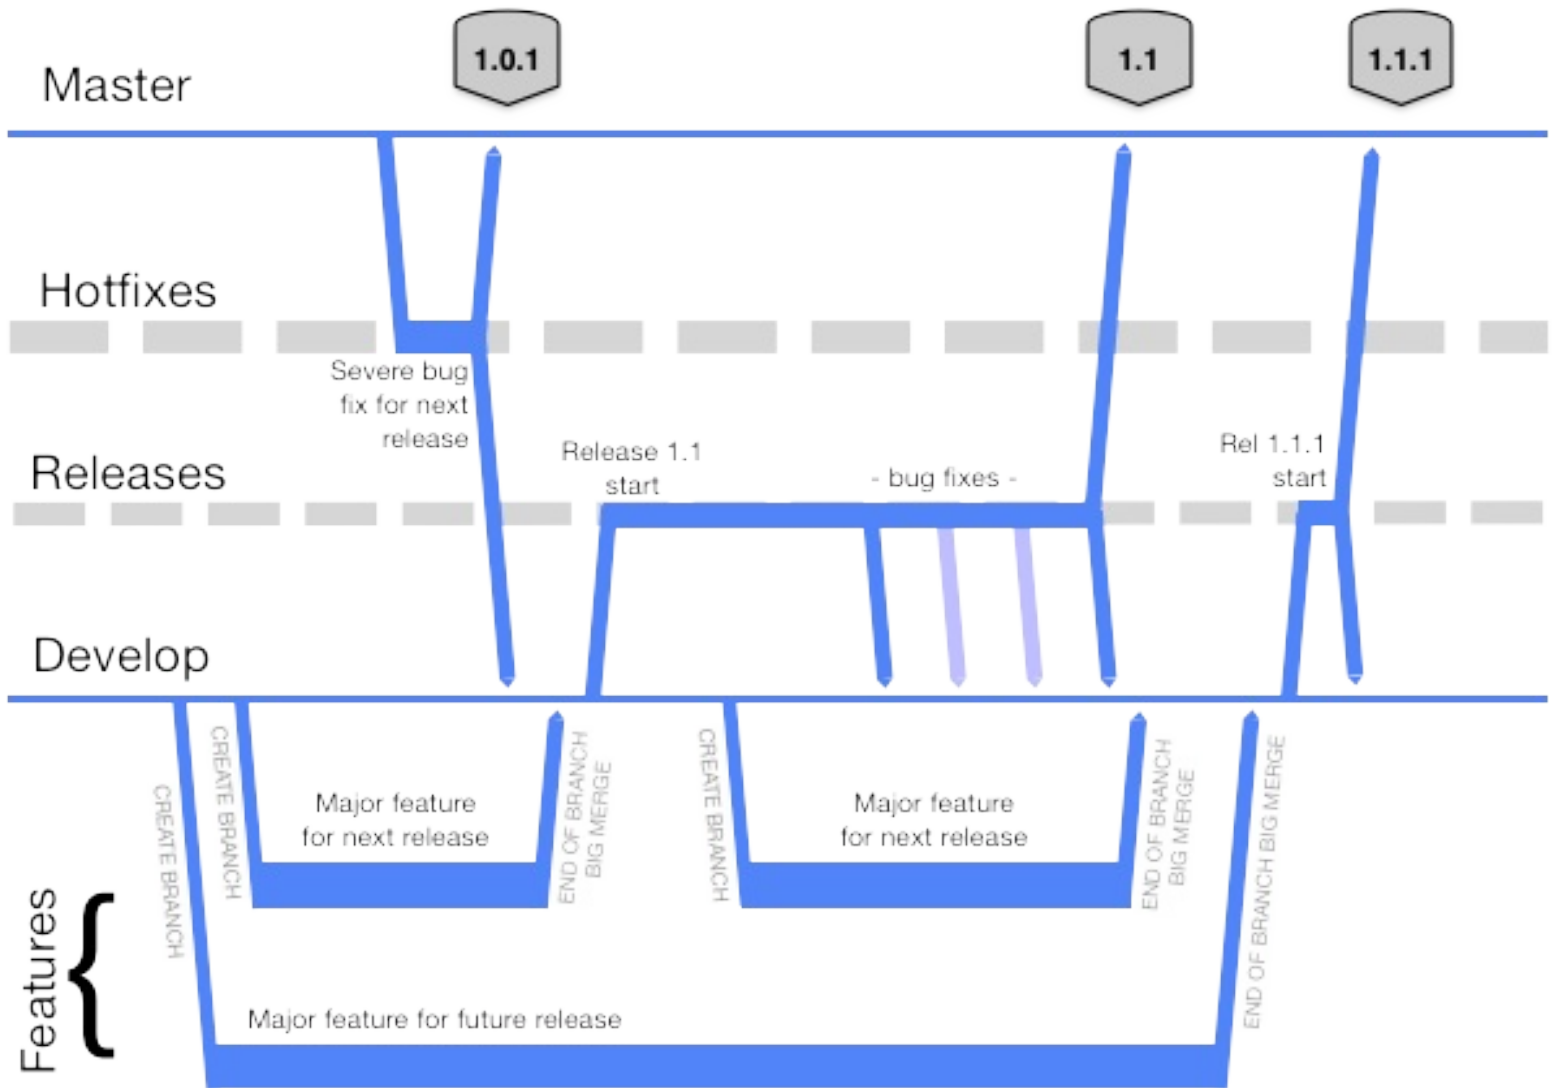 1.0.1
1.1
1.1.1
Master
Hotfixes
Severe bug
fix for next
release
Releases
Release 1.1
start
- bug fixes -
Rel 1.1.1
start
Develop
CREATE BRANCH
CREATE BRANCH
Major feature
for next release
END OF BRANCH
BIG MERGE
CREATE BRANCH
Major feature
for next release
END OF BRANCH
BIG MERGE
END OF BRANCH BIG MERGE
Features
{
Major feature for future release